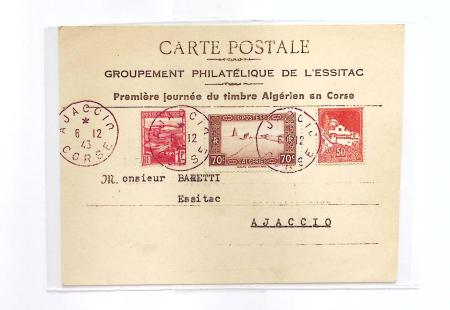 CARTE POSTALE
GROUPEMENT PHILATÉLIQUE DE L'ESSITAC
Première journée du timbre Algérien en Corse
AJACCIO
*
6 12
43
CORSE
POSTES
70c ALGERIE 70c
50c
M. onsieur BARETTI
Essitac
AJACCIO